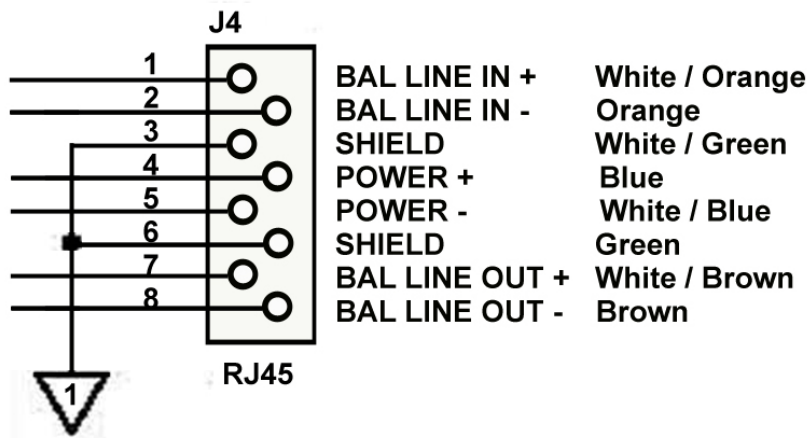 J4
1 BAL LINE IN + White / Orange
2 BAL LINE IN - Orange
3 SHIELD White / Green
4 POWER + Blue
5 POWER - White / Blue
6 SHIELD Green
7 BAL LINE OUT + White / Brown
8 BAL LINE OUT - Brown
RJ45
1